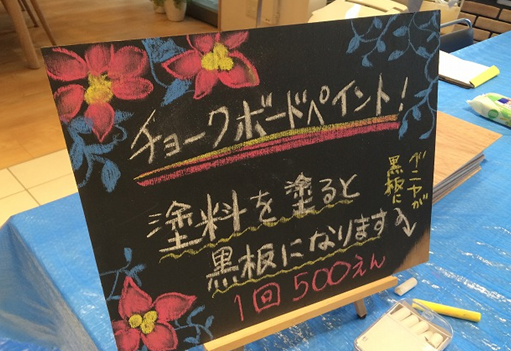 チョークボードペイント!
塗料を塗ると
黒板になります
1回500えん
ベニヤが
黒板に